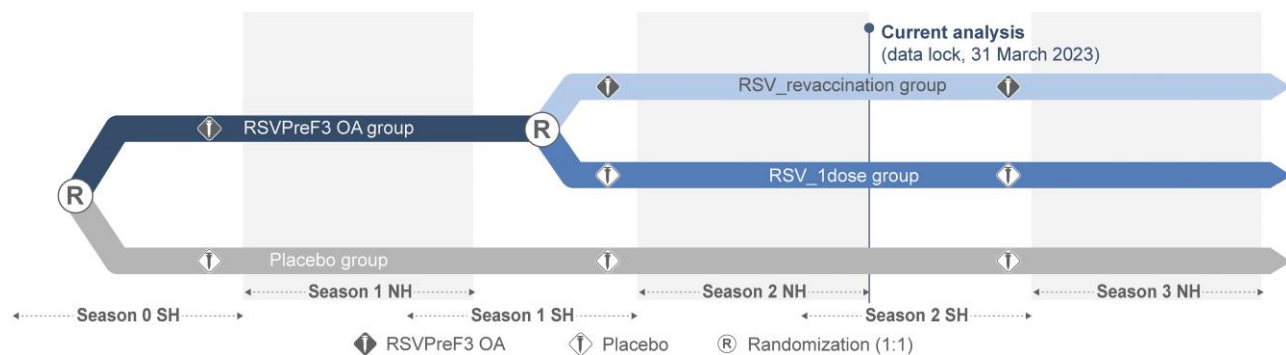 Current analysis
(data lock, 31 March 2023)
RSV_revaccination group
RSVPreF3 OA group
R
R
RSV_1dose group
Placebo group
Season 1 NH
Season 2 NH
Season 3 NH
Season 0 SH
Season 1 SH
Season 2 SH
RSVPreF3 OA
Placebo
R Randomization (1:1)